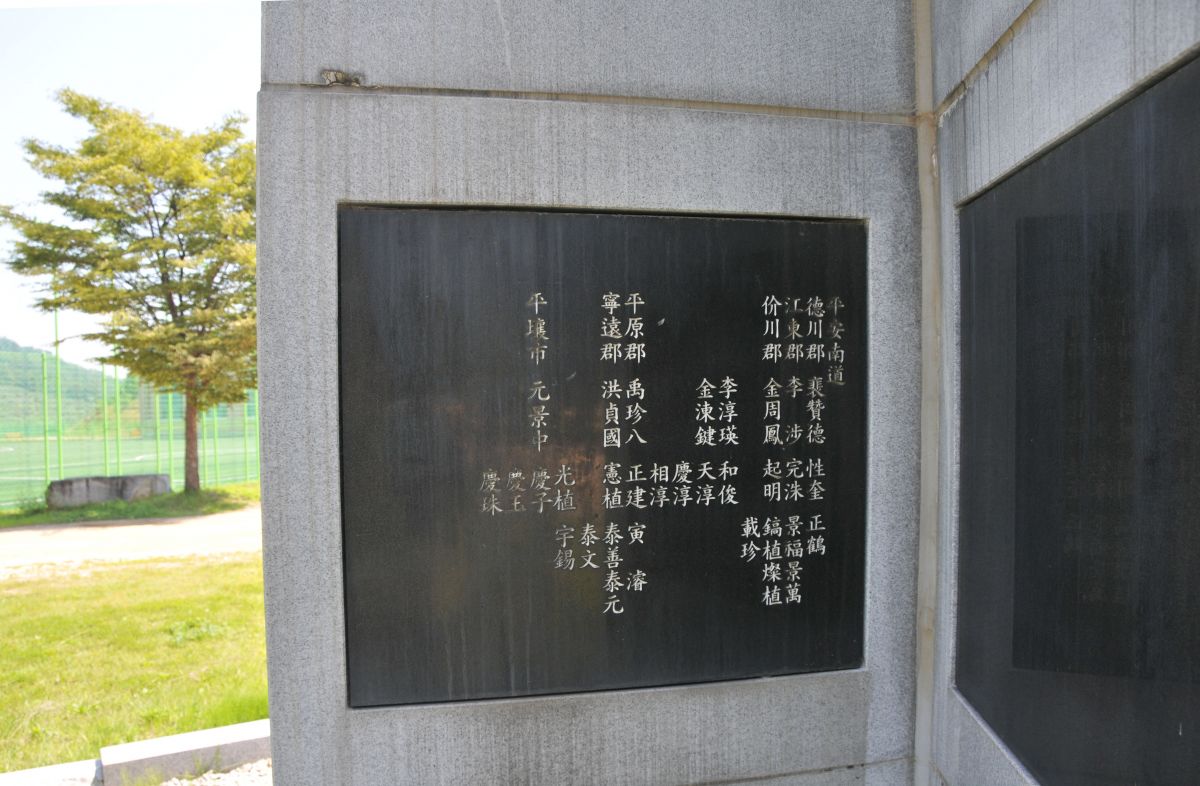 平安南道
德川郡 裵贊德 性奎 正鶴
江東郡 李 涉 完洙 景福景萬
价川郡 金周鳳 起明 鎬植燦植
載珍
李淳瑛 和俊
金湅鍵 天淳
慶淳
相淳
平原郡 禹珍八 正建 寅 濬
寧遠郡 洪貞國 憲植 泰善泰元
泰文
光植 宇錫
平壤市 元景中 慶子
慶玉
慶珠